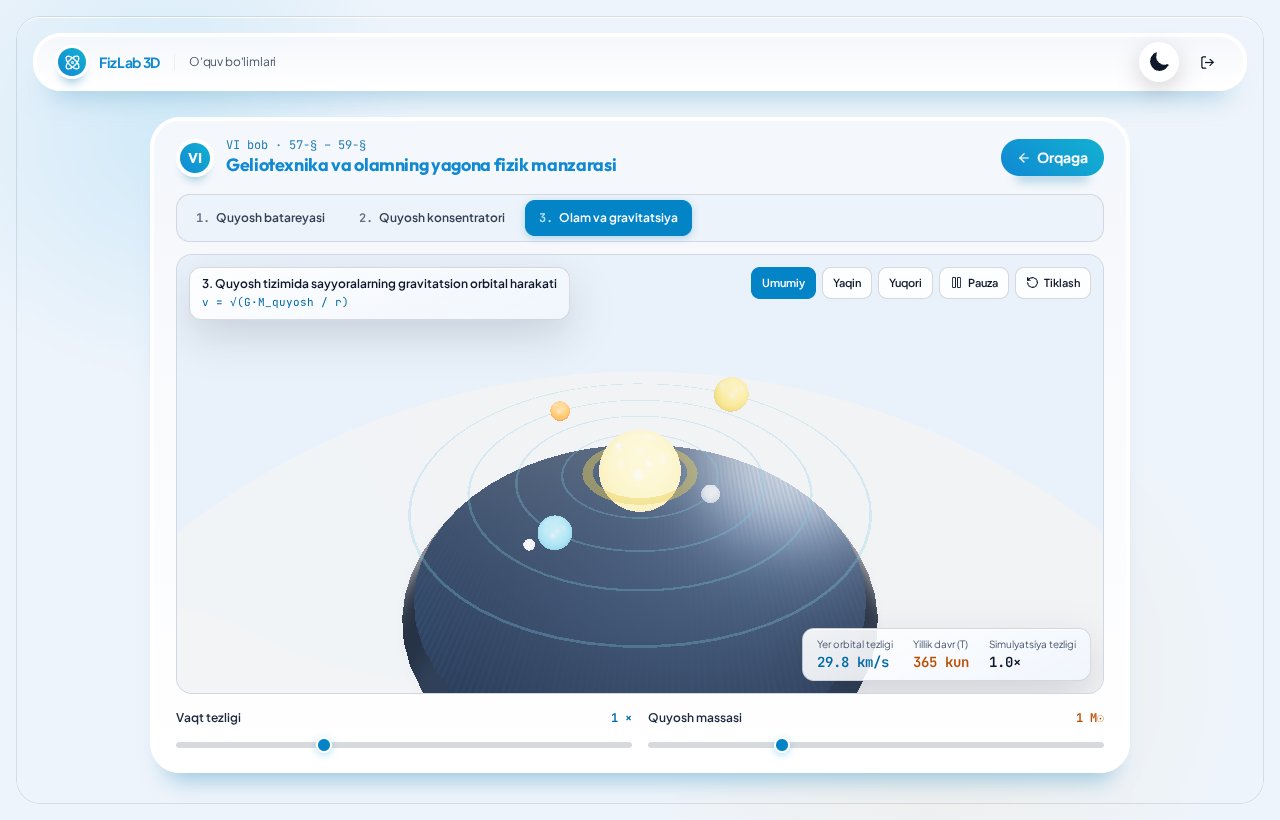 FizLab 3D
O'quv bo'limlari
VI
VI bob · 57-§ – 59-§
Geliotexnika va olamning yagona fizik manzarasi
Orqaga
1. Quyosh batareyasi
2. Quyosh konsentratori
3. Olam va gravitatsiya
3. Quyosh tizimida sayyoralarning gravitatsion orbital harakati
v = √(G·M_quyosh / r)
Umumiy
Yaqin
Yuqori
Pauza
Tiklash
Yer orbital tezligi
29.8 km/s
Yillik davr (T)
365 kun
Simulyatsiya tezligi
1.0×
Vaqt tezligi
1 ×
Quyosh massasi
1 M☉